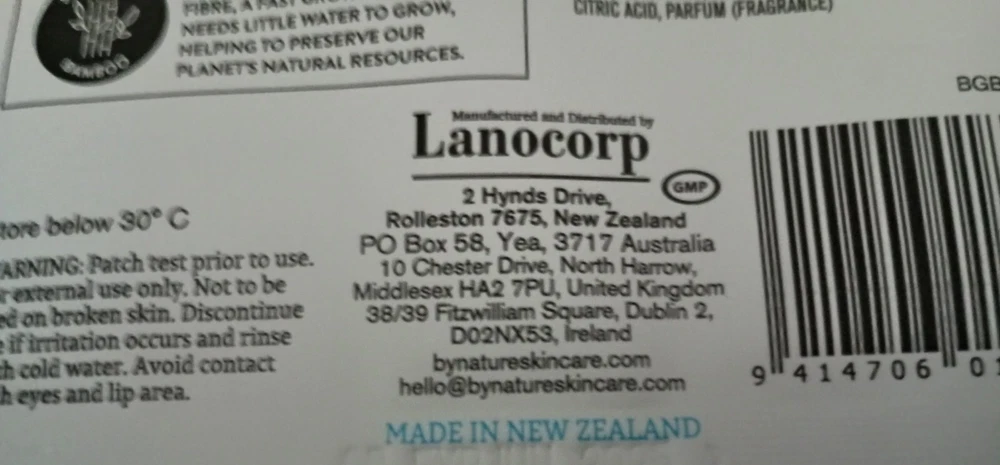 FIBRE, A FAST
NEEDS LITTLE WATER TO GROW,
HELPING TO PRESERVE OUR
PLANET'S NATURAL RESOURCES.
BAMBOO
CITRIC ACID, PARFUM (FRAGRANCE)
BGB
Manufactured and Distributed by
Lanocorp
GMP
2 Hynds Drive,
Rolleston 7675, New Zealand
PO Box 58, Yea, 3717 Australia
10 Chester Drive, North Harrow,
Middlesex HA2 7PU, United Kingdom
38/39 Fitzwilliam Square, Dublin 2,
D02NX53, Ireland
bynatureskincare.com
hello@bynatureskincare.com
MADE IN NEW ZEALAND
tore below 30° C
ARNING: Patch test prior to use.
r external use only. Not to be
ed on broken skin. Discontinue
e if irritation occurs and rinse
th cold water. Avoid contact
h eyes and lip area.
9 414706 01